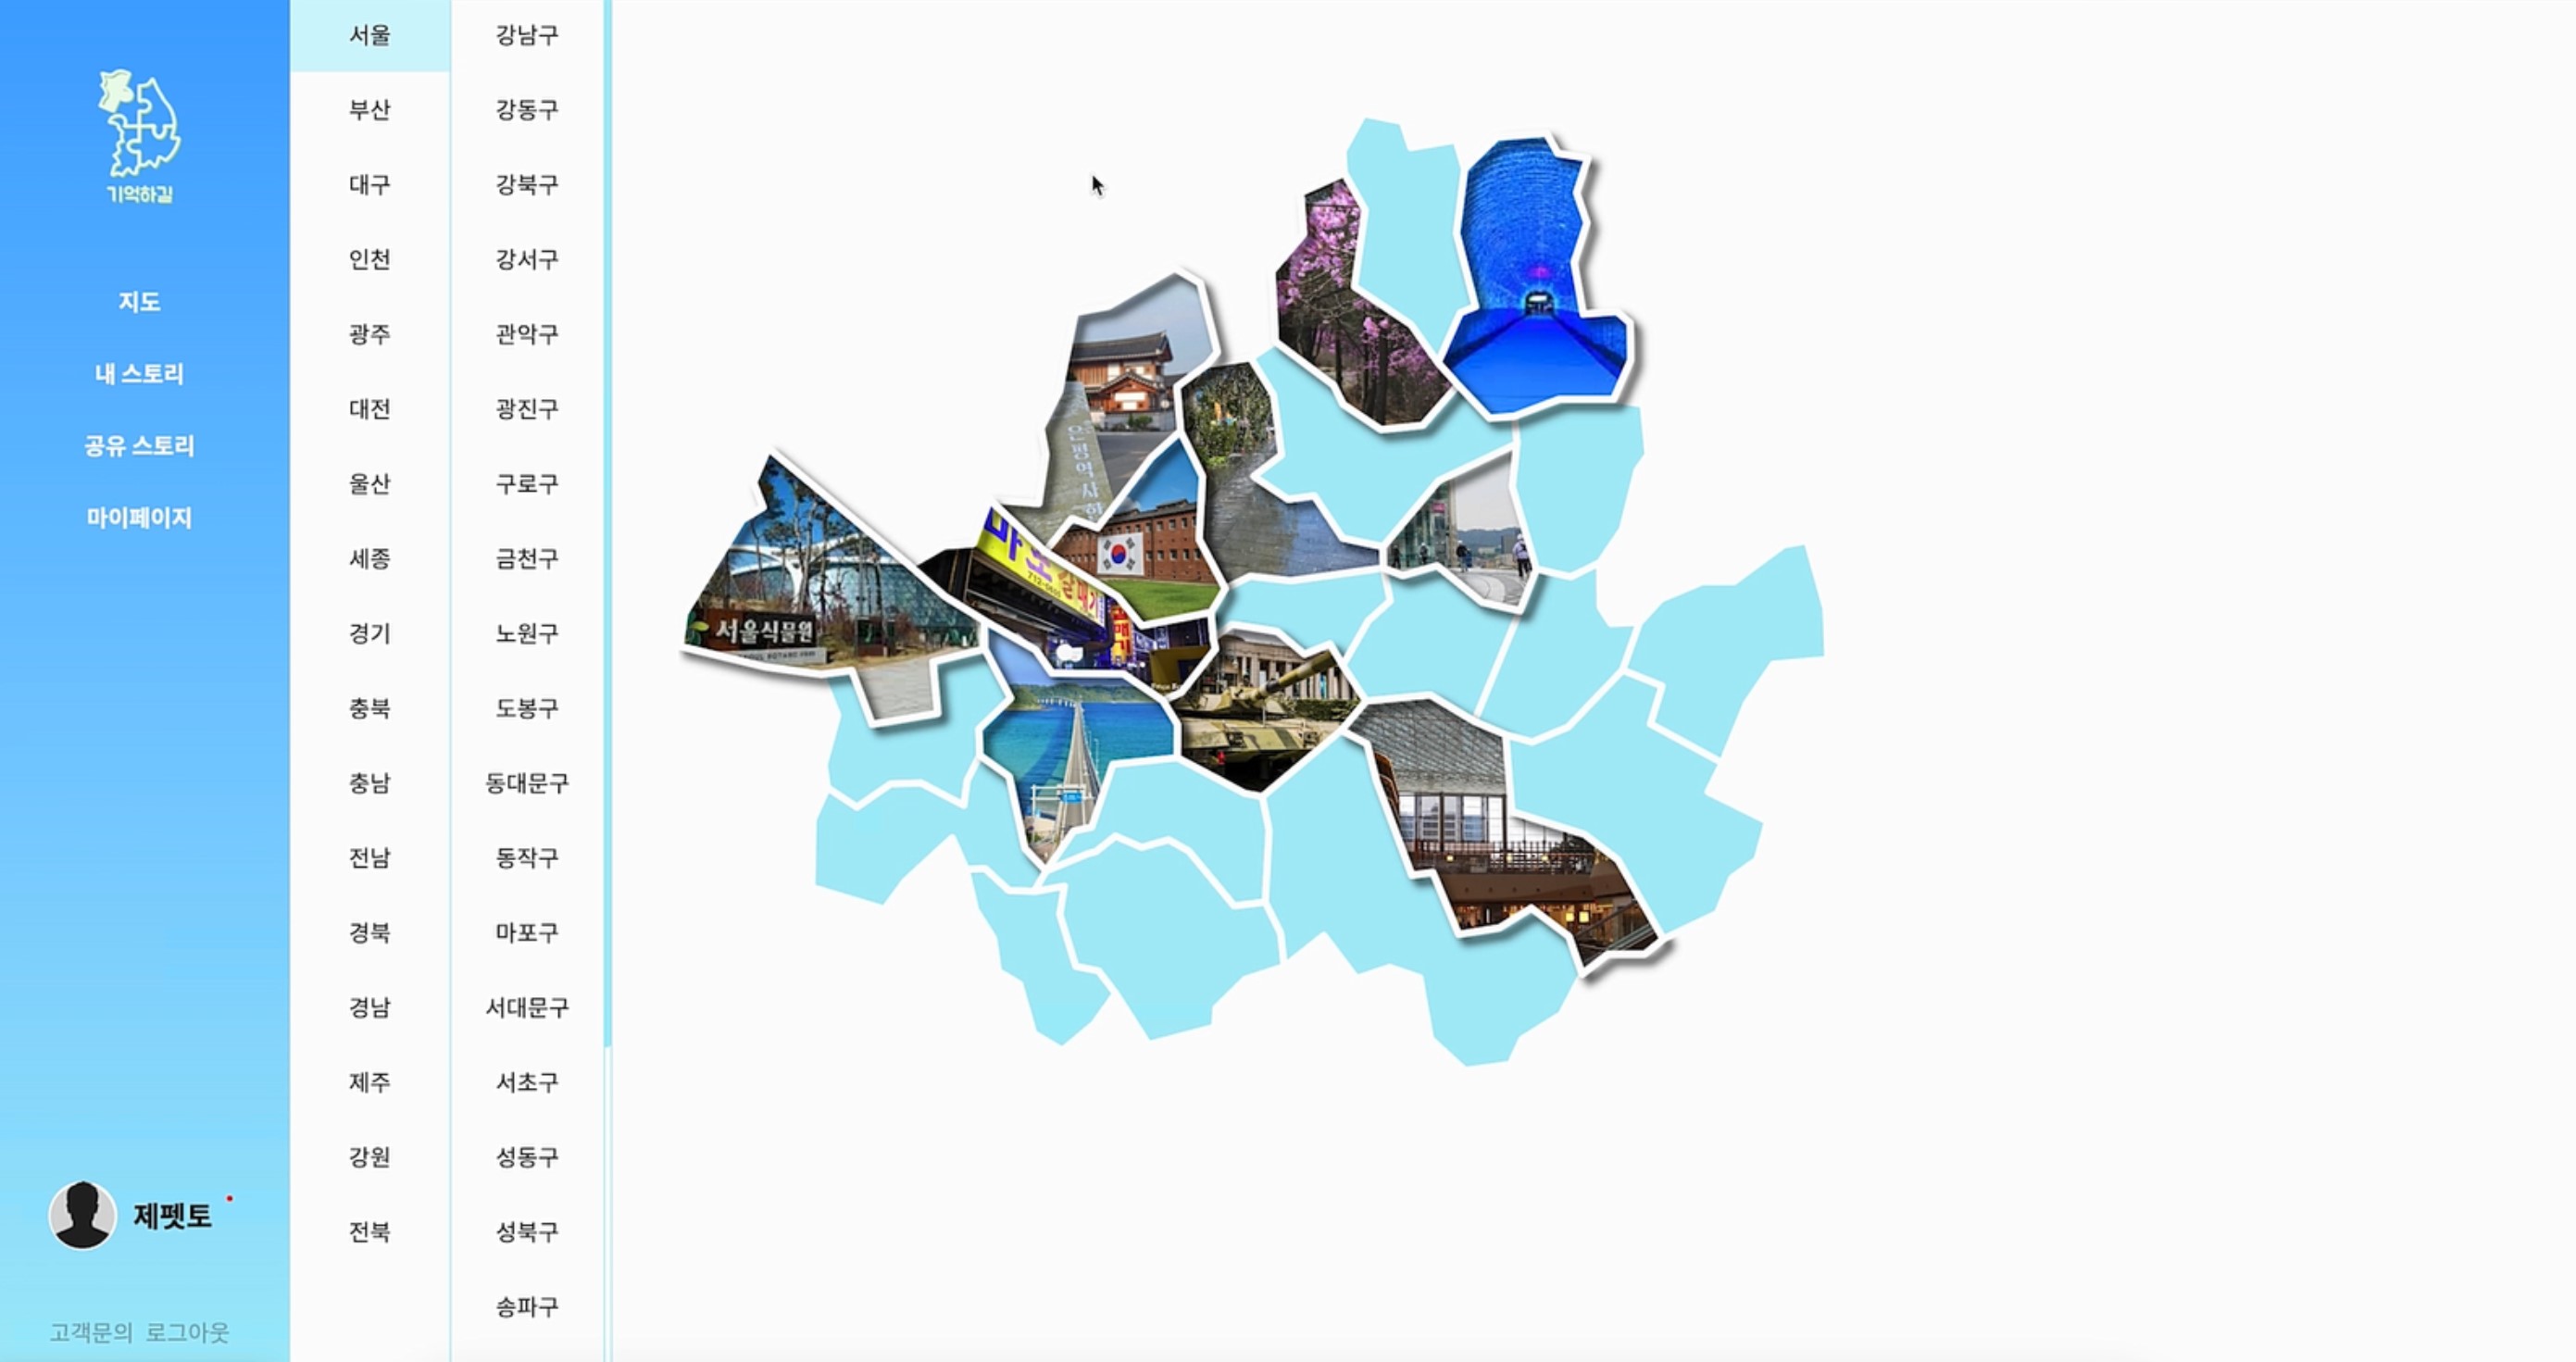 기억하길
지도
내 스토리
공유 스토리
마이페이지
제펫토
고객문의 로그아웃
서울
부산
대구
인천
광주
대전
울산
세종
경기
충북
충남
전남
경북
경남
제주
강원
전북
강남구
강동구
강북구
강서구
관악구
광진구
구로구
금천구
노원구
도봉구
동대문구
동작구
마포구
서대문구
서초구
성동구
성북구
송파구
은평역사한
서울식물원
마포갈매기